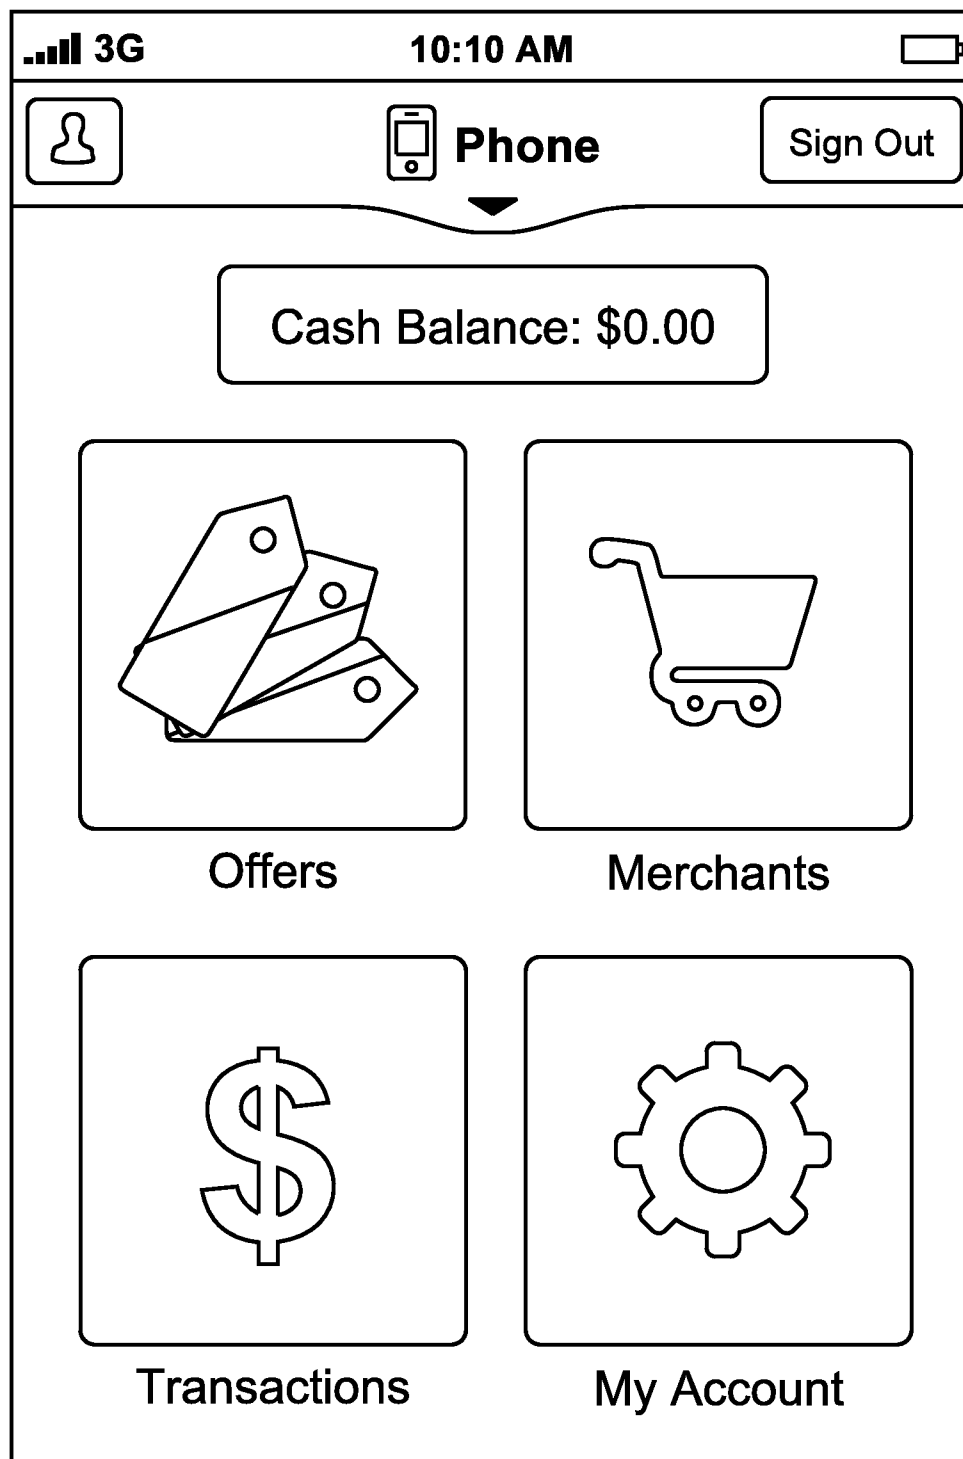 3G 10:10 AM
Phone Sign Out
Cash Balance: $0.00
Offers Merchants
$
Transactions My Account